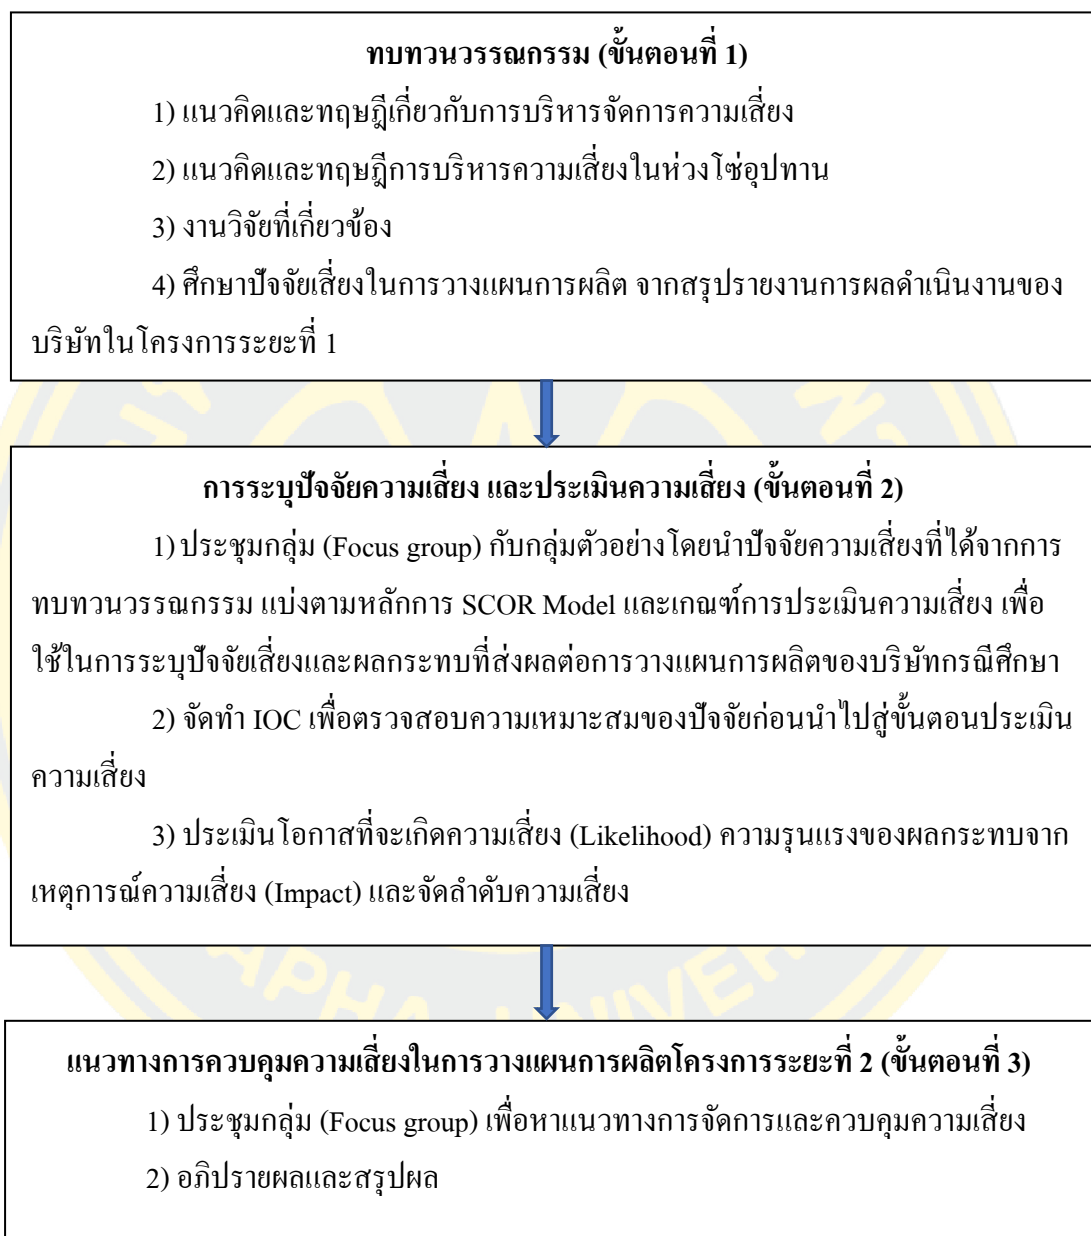 ทบทวนวรรณกรรม (ขั้นตอนที่ 1)
1) แนวคิดและทฤษฎีเกี่ยวกับการบริหารจัดการความเสี่ยง
2) แนวคิดและทฤษฎีการบริหารความเสี่ยงในห่วงโซ่อุปทาน
3) งานวิจัยที่เกี่ยวข้อง
4) ศึกษาปัจจัยเสี่ยงในการวางแผนการผลิต จากสรุปรายงานการผลดำเนินงานของ
บริษัทในโครงการระยะที่ 1
การระบุปัจจัยความเสี่ยง และประเมินความเสี่ยง (ขั้นตอนที่ 2)
1) ประชุมกลุ่ม (Focus group) กับกลุ่มตัวอย่างโดยนำปัจจัยความเสี่ยงที่ได้จากการ
ทบทวนวรรณกรรม แบ่งตามหลักการ SCOR Model และเกณฑ์การประเมินความเสี่ยง เพื่อ
ใช้ในการระบุปัจจัยเสี่ยงและผลกระทบที่ส่งผลต่อการวางแผนการผลิตของบริษัทกรณีศึกษา
2) จัดทำ IOC เพื่อตรวจสอบความเหมาะสมของปัจจัยก่อนนำไปสู่ขั้นตอนประเมิน
ความเสี่ยง
3) ประเมินโอกาสที่จะเกิดความเสี่ยง (Likelihood) ความรุนแรงของผลกระทบจาก
เหตุการณ์ความเสี่ยง (Impact) และจัดลำดับความเสี่ยง
APHA UNIVER
แนวทางการควบคุมความเสี่ยงในการวางแผนการผลิตโครงการระยะที่ 2 (ขั้นตอนที่ 3)
1) ประชุมกลุ่ม (Focus group) เพื่อหาแนวทางการจัดการและควบคุมความเสี่ยง
2) อภิปรายผลและสรุปผล